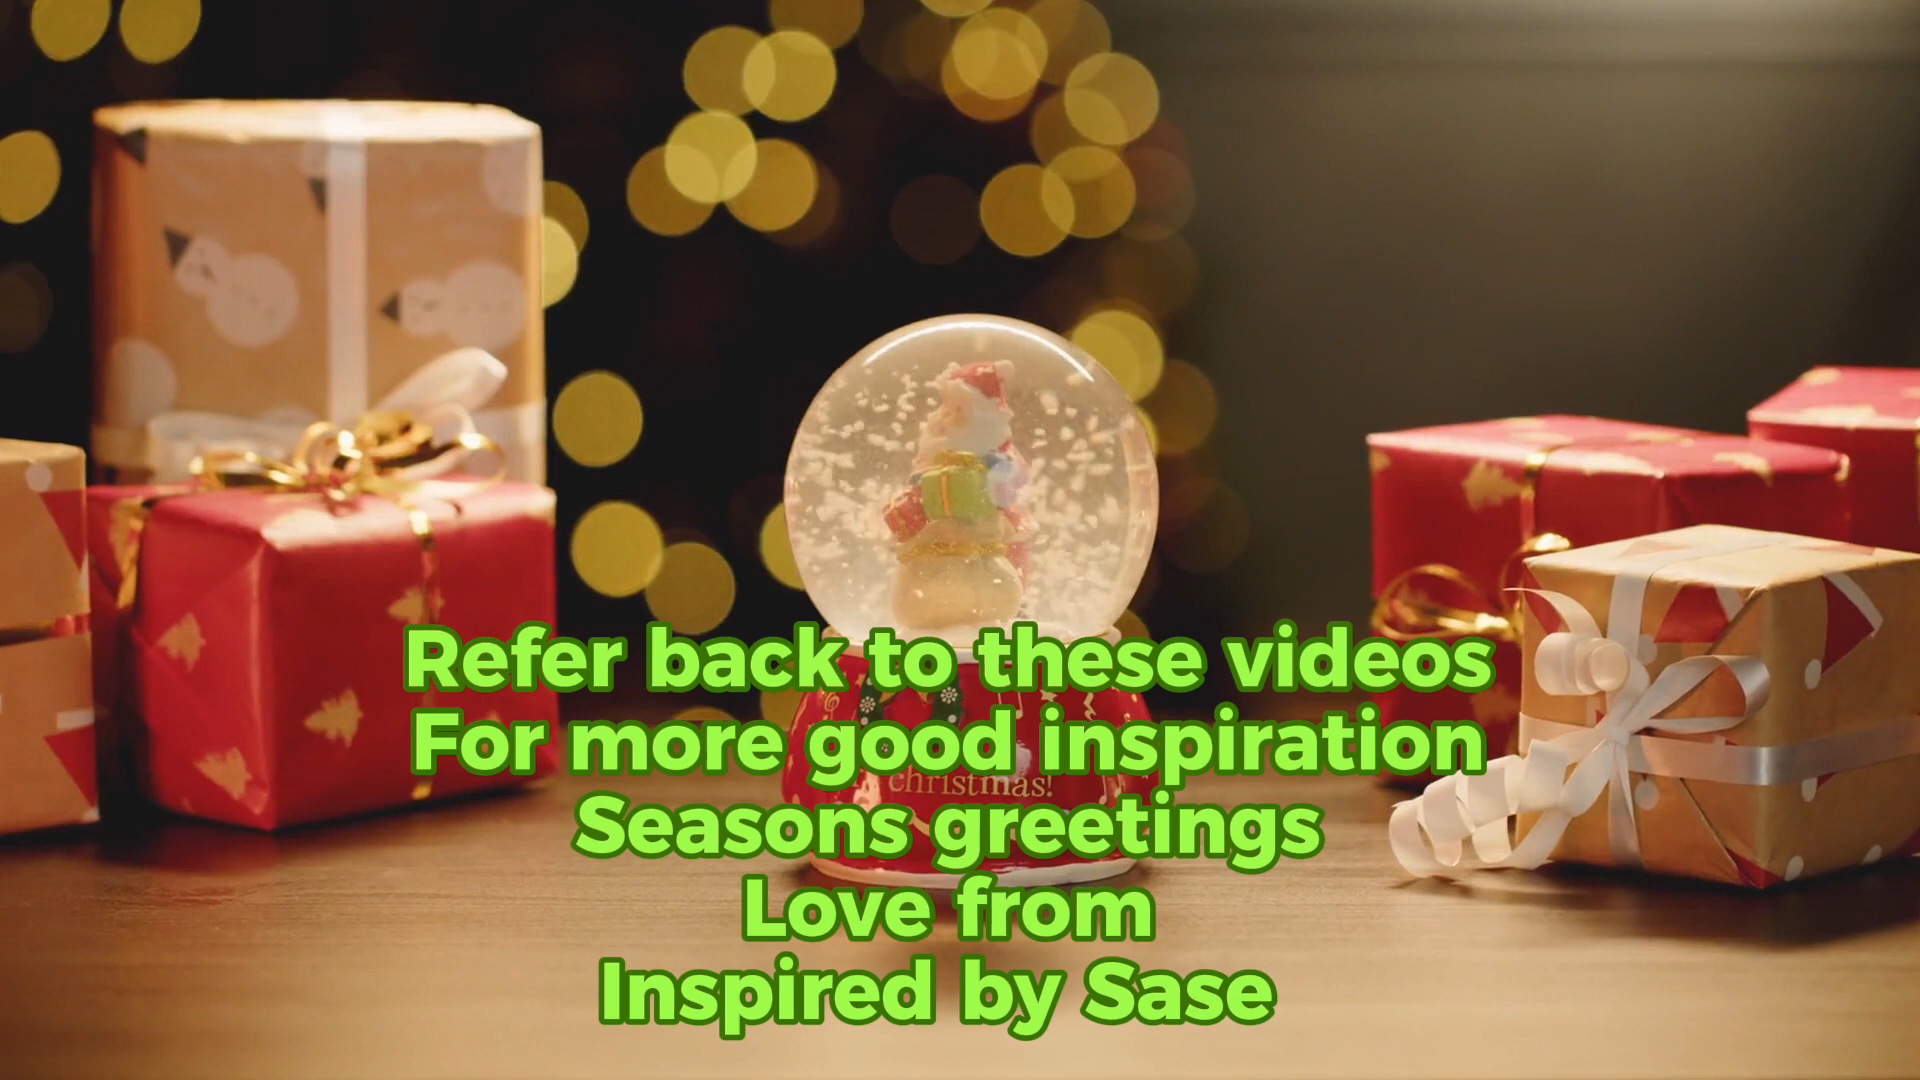 Refer back to these videos
For more good inspiration
christmas!
Seasons greetings
Love from
Inspired by Sase